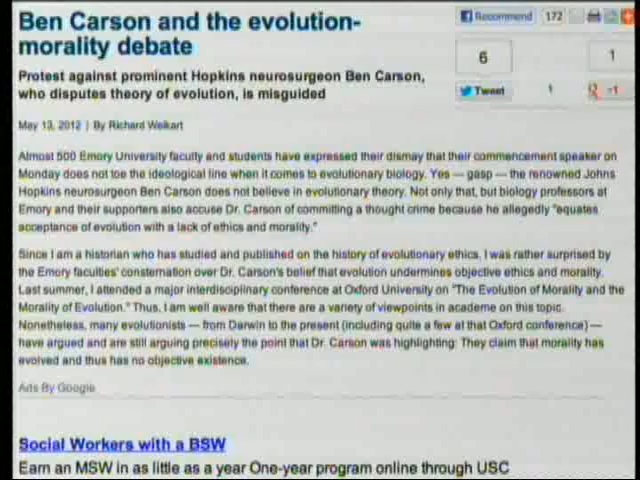 Ben Carson and the evolution-
morality debate
Protest against prominent Hopkins neurosurgeon Ben Carson,
who disputes theory of evolution, is misguided
May 13, 2012 | By Richard Weikart
Recommend 172
6 1
Tweet 1 +1
Almost 500 Emory University faculty and students have expressed their dismay that their commencement speaker on
Monday does not toe the ideological line when it comes to evolutionary biology. Yes — gasp — the renowned Johns
Hopkins neurosurgeon Ben Carson does not believe in evolutionary theory. Not only that, but biology professors at
Emory and their supporters also accuse Dr. Carson of committing a thought crime because he allegedly "equates
acceptance of evolution with a lack of ethics and morality."
Since I am a historian who has studied and published on the history of evolutionary ethics, I was rather surprised by
the Emory faculties' consternation over Dr. Carson's belief that evolution undermines objective ethics and morality.
Last summer, I attended a major interdisciplinary conference at Oxford University on "The Evolution of Morality and the
Morality of Evolution." Thus, I am well aware that there are a variety of viewpoints in academe on this topic.
Nonetheless, many evolutionists — from Darwin to the present (including quite a few at that Oxford conference) —
have argued and are still arguing precisely the point that Dr. Carson was highlighting: They claim that morality has
evolved and thus has no objective existence.
Ads By Google
Social Workers with a BSW
Earn an MSW in as little as a year One-year program online through USC